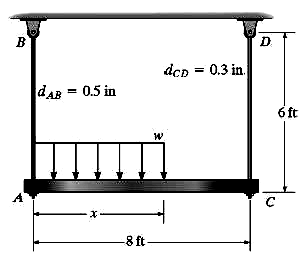 B
D
d_CD = 0.3 in.
d_AB = 0.5 in
6 ft
w
A
C
x
8 ft